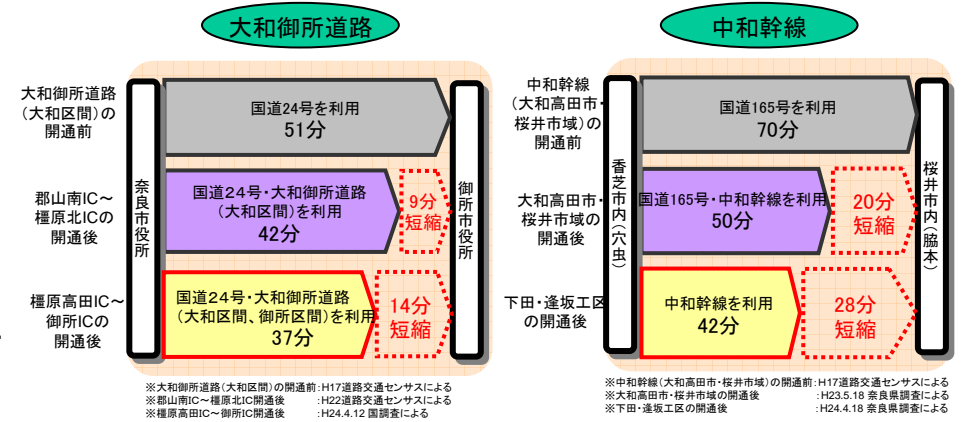 大和御所道路
大和御所道路
（大和区間）の
開通前
国道24号を利用
51分
郡山南IC～
橿原北ICの
開通後
国道24号・大和御所道路
（大和区間）を利用
42分
9分
短縮
橿原高田IC～
御所ICの
開通後
国道24号・大和御所道路
（大和区間、御所区間）を利用
37分
14分
短縮
奈良市役所
御所市役所
※大和御所道路（大和区間）の開通前：H17道路交通センサスによる
※郡山南IC～橿原北IC開通後　：H22道路交通センサスによる
※橿原高田IC～御所IC開通後　：H24.4.12 国調査による
中和幹線
中和幹線
（大和高田市・
桜井市域）の
開通前
国道165号を利用
70分
大和高田市・
桜井市域の
開通後
国道165号・中和幹線を利用
50分
20分
短縮
下田・逢坂工区
の開通後
中和幹線を利用
42分
28分
短縮
香芝市内（穴虫）
桜井市内（脇本）
※中和幹線（大和高田市・桜井市域）の開通前：H17道路交通センサスによる
※大和高田市・桜井市域の開通後　：H23.5.18 奈良県調査による
※下田・逢坂工区の開通後　：H24.4.18 奈良県調査による